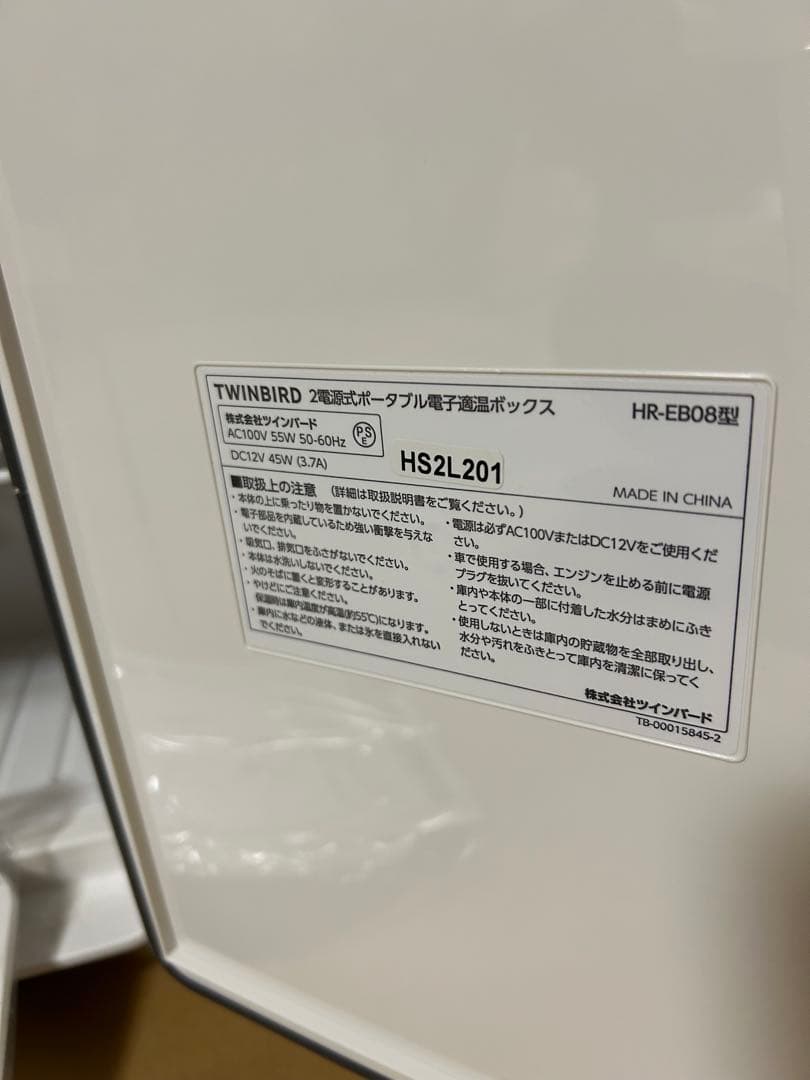 TWINBIRD 2電源式ポータブル電子適温ボックス HR-EB08型
株式会社ツインバード
AC100V 55W 50-60Hz
PS
E
DC12V 45W (3.7A)
HS2L201
MADE IN CHINA
■取扱上の注意 (詳細は取扱説明書をご覧ください。)
・本体の上に乗ったり物を置かないでください。
・電子部品を内蔵しているため強い衝撃を与えな
いでください。
・吸気口、排気口をふさがないでください。
・本体は水洗いしないでください。
・火のそばに置くと変形することがあります。
・やけどにご注意ください。
保温時は庫内温度が高温(約55℃)になります。
・庫内に水などの液体、または氷を直接入れない
でください。
・電源は必ずAC100VまたはDC12Vをご使用くだ
さい。
・車で使用する場合、エンジンを止める前に電源
プラグを抜いてください。
・庫内や本体の一部に付着した水分はまめにふき
とってください。
・使用しないときは庫内の貯蔵物を全部取り出し、
水分や汚れをふきとって庫内を清潔に保ってく
ださい。
株式会社ツインバード
TB-00015845-2